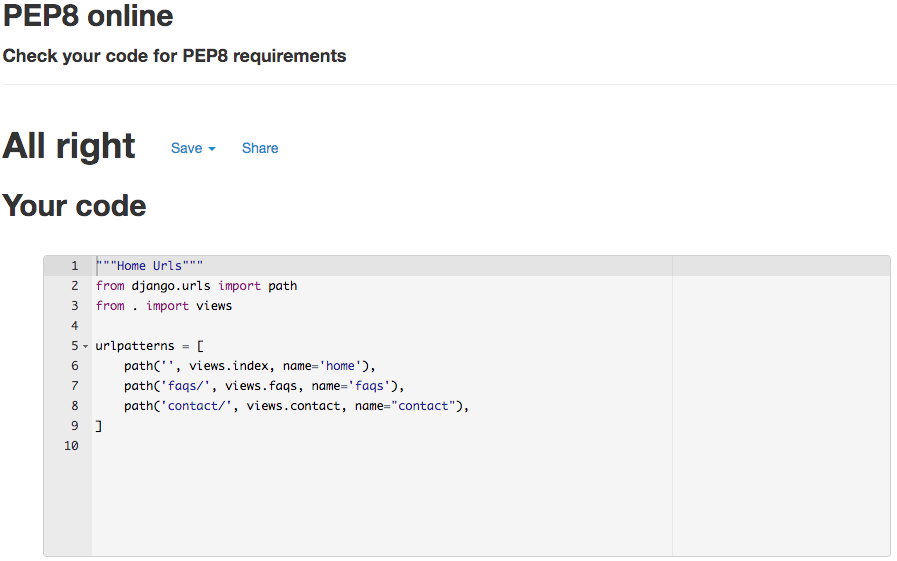 PEP8 online
Check your code for PEP8 requirements
All right Save Share
Your code
1 """Home Urls"""
2 from django.urls import path
3 from . import views
4
5 urlpatterns = [
6     path('', views.index, name='home'),
7     path('faqs/', views.faqs, name='faqs'),
8     path('contact/', views.contact, name="contact"),
9 ]
10